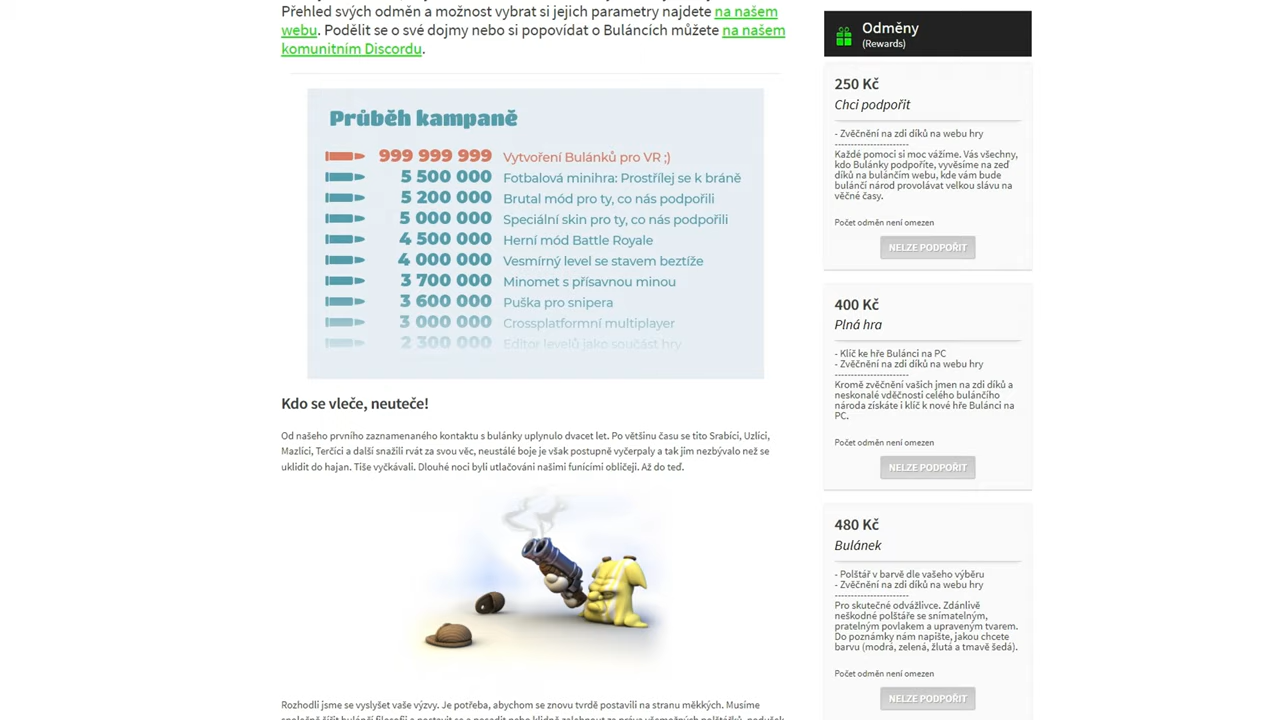 Přehled svých odměn a možnost vybrat si jejich parametry najdete na našem
webu. Podělit se o své dojmy nebo si popovídat o Buláncích můžete na našem
komunitním Discordu.
Průběh kampaně
999 999 999 Vytvoření Bulánků pro VR ;)
5 500 000 Fotbalová minihra: Prostřílej se k bráně
5 200 000 Brutal mód pro ty, co nás podpořili
5 000 000 Speciální skin pro ty, co nás podpořili
4 500 000 Herní mód Battle Royale
4 000 000 Vesmírný level se stavem beztíže
3 700 000 Minomet s přísavnou minou
3 600 000 Puška pro snipera
3 000 000 Crossplatformní multiplayer
2 300 000 Editor levelů jako součást hry
Kdo se vleče, neuteče!
Od našeho prvního zaznamenaného kontaktu s bulánky uplynulo dvacet let. Po většinu času se tito Srabíci, Uzlíci,
Mazlíci, Terčíci a další snažili rvát za svou věc, neustálé boje je však postupně vyčerpaly a tak jim nezbývalo než se
uklidit do hajan. Tiše vyčkávali. Dlouhé noci byli utlačováni našimi funícími obličeji. Až do teď.
Rozhodli jsme se vyslyšet vaše výzvy. Je potřeba, abychom se znovu tvrdě postavili na stranu měkkých. Musíme
Odměny
(Rewards)
250 Kč
Chci podpořit
- Zvěčnění na zdi díků na webu hry
-----------------------
Každé pomoci si moc vážíme. Vás všechny,
kdo Bulánky podpoříte, vyvěsíme na zeď
díků na bulánčím webu, kde vám bude
bulánčí národ provolávat velkou slávu na
věčné časy.
Počet odměn není omezen
NELZE PODPOŘIT
400 Kč
Plná hra
- Klíč ke hře Bulánci na PC
- Zvěčnění na zdi díků na webu hry
-----------------------
Kromě zvěčnění vašich jmen na zdi díků a
neskonalé vděčnosti celého bulánčího
národa získáte i klíč k nové hře Bulánci na
PC.
Počet odměn není omezen
NELZE PODPOŘIT
480 Kč
Bulánek
- Polštář v barvě dle vašeho výběru
- Zvěčnění na zdi díků na webu hry
-----------------------
Pro skutečné odvážlivce. Zdánlivě
neškodné polštáře se snímatelným,
pratelným povlakem a upraveným tvarem.
Do poznámky nám napište, jakou chcete
barvu (modrá, zelená, žlutá a tmavě šedá).
Počet odměn není omezen
NELZE PODPOŘIT